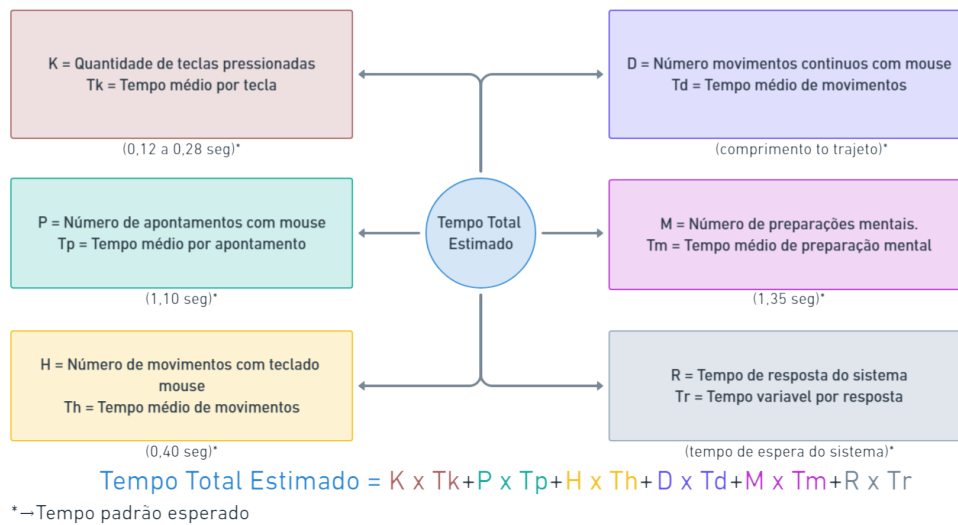 K = Quantidade de teclas pressionadas
Tk = Tempo médio por tecla
(0,12 a 0,28 seg)*
D = Número movimentos continuos com mouse
Td = Tempo médio de movimentos
(comprimento to trajeto)*
P = Número de apontamentos com mouse
Tp = Tempo médio por apontamento
(1,10 seg)*
Tempo Total
Estimado
M = Número de preparações mentais.
Tm = Tempo médio de preparação mental
(1,35 seg)*
H = Número de movimentos com teclado
mouse
Th = Tempo médio de movimentos
(0,40 seg)*
R = Tempo de resposta do sistema
Tr = Tempo variavel por resposta
(tempo de espera do sistema)*
Tempo Total Estimado = K x Tk+P x Tp+H x Th+D x Td+M x Tm+R x Tr
*→Tempo padrão esperado